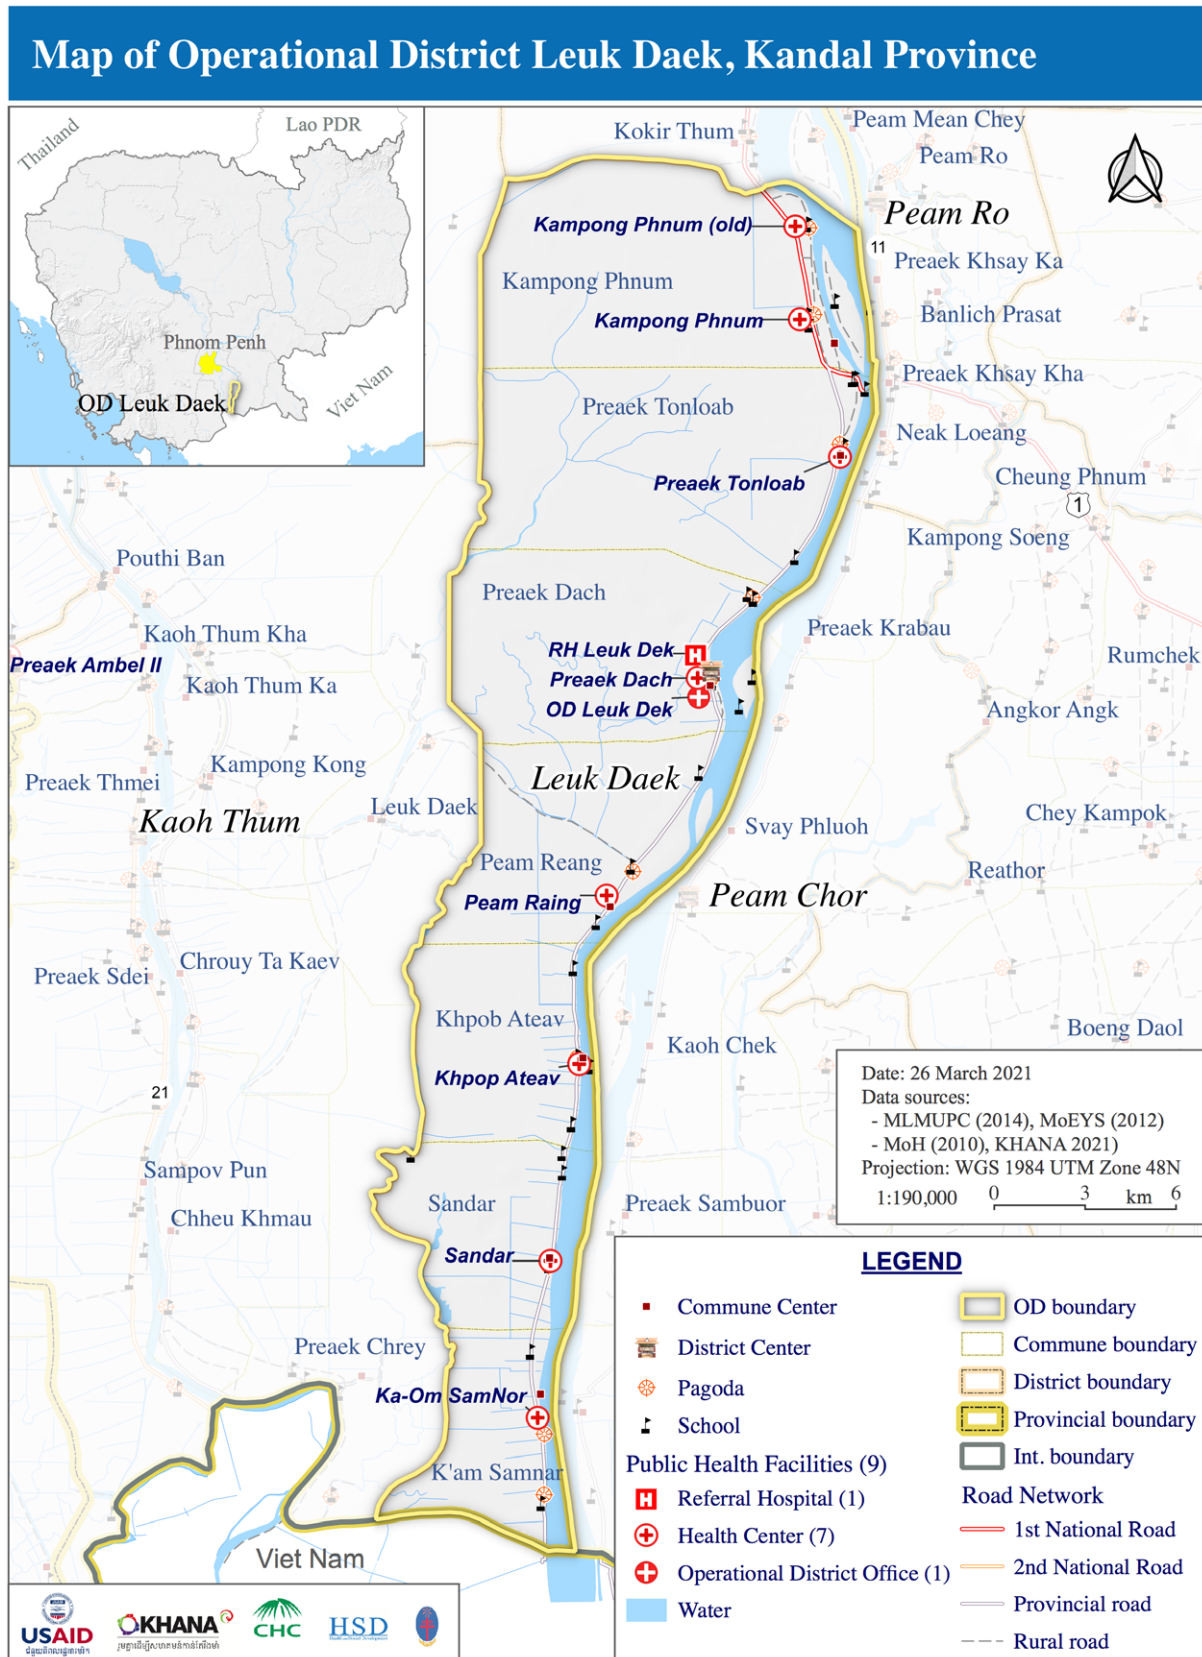 Map of Operational District Leuk Daek, Kandal Province
Thailand
Lao PDR
Phnom Penh
OD Leuk Daek
Viet Nam
Kokir Thum
Peam Mean Chey
Peam Ro
Peam Ro
Kampong Phnum (old)
11
Preaek Khsay Ka
Kampong Phnum
Kampong Phnum
Banlich Prasat
Preaek Khsay Kha
Preaek Tonloab
Neak Loeang
Preaek Tonloab
Cheung Phnum
1
Kampong Soeng
Pouthi Ban
Preaek Dach
Kaoh Thum Kha
Preaek Krabau
RH Leuk Dek
Rumchek
Preaek Ambel II
Preaek Dach
Kaoh Thum Ka
OD Leuk Dek
Angkor Angk
Kampong Kong
Leuk Daek
Preaek Thmei
Leuk Daek
Kaoh Thum
Chey Kampok
Svay Phluoh
Peam Reang
Reathor
Peam Raing
Peam Chor
Chrouy Ta Kaev
Preaek Sdei
Khpob Ateav
Kaoh Chek
Boeng Daol
Khpop Ateav
21
Date: 26 March 2021
Data sources:
- MLMUPC (2014), MoEYS (2012)
- MoH (2010), KHANA 2021)
Projection: WGS 1984 UTM Zone 48N
1:190,000 0 3 km 6
Sampov Pun
Sandar
Preaek Sambuor
Chheu Khmau
Sandar
Preaek Chrey
Ka-Om SamNor
K'am Samnar
Viet Nam
LEGEND
Commune Center
District Center
Pagoda
School
Public Health Facilities (9)
H Referral Hospital (1)
Health Center (7)
Operational District Office (1)
Water
OD boundary
Commune boundary
District boundary
Provincial boundary
Int. boundary
Road Network
1st National Road
2nd National Road
Provincial road
Rural road
USAID
KHANA
CHC
HSD